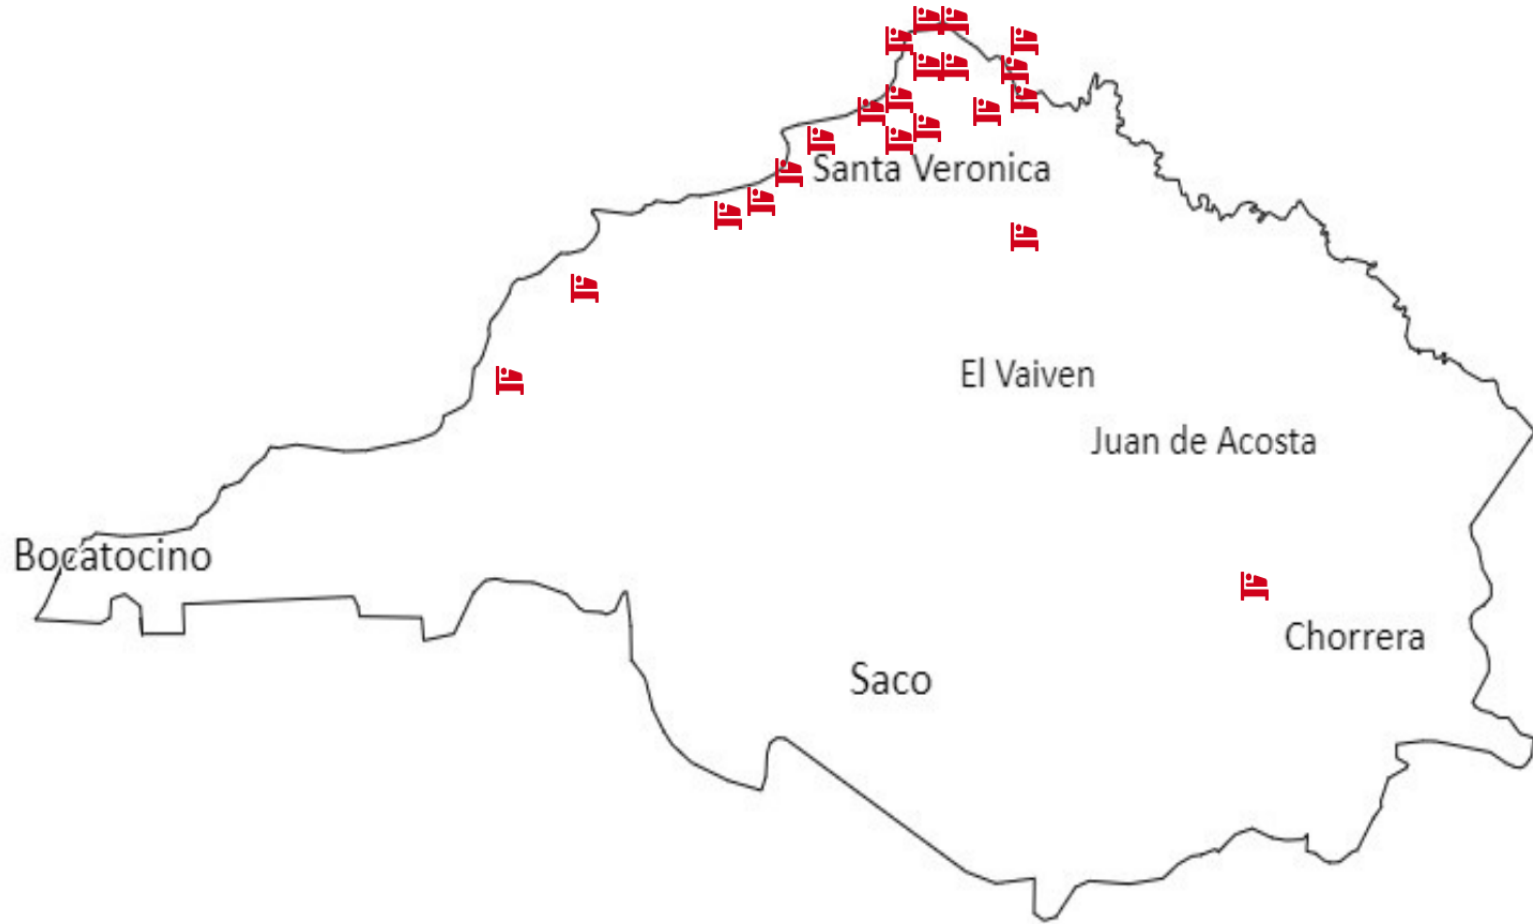 Santa Veronica
El Vaiven
Juan de Acosta
Bocatocino
Chorrera
Saco